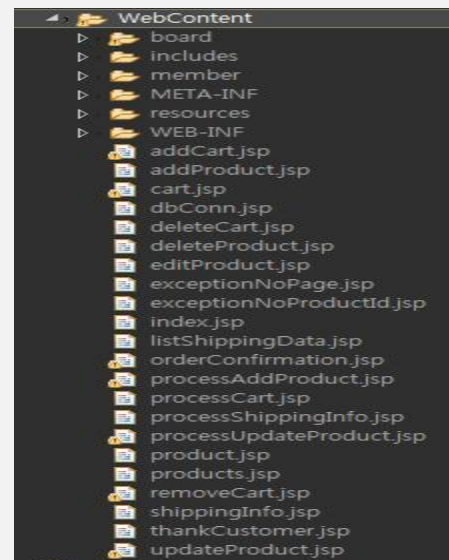 WebContent
board
includes
member
META-INF
resources
WEB-INF
addCart.jsp
addProduct.jsp
cart.jsp
dbConn.jsp
deleteCart.jsp
deleteProduct.jsp
editProduct.jsp
exceptionNoPage.jsp
exceptionNoProductId.jsp
index.jsp
listShippingData.jsp
orderConfirmation.jsp
processAddProduct.jsp
processCart.jsp
processShippingInfo.jsp
processUpdateProduct.jsp
product.jsp
products.jsp
removeCart.jsp
shippingInfo.jsp
thankCustomer.jsp
updateProduct.jsp